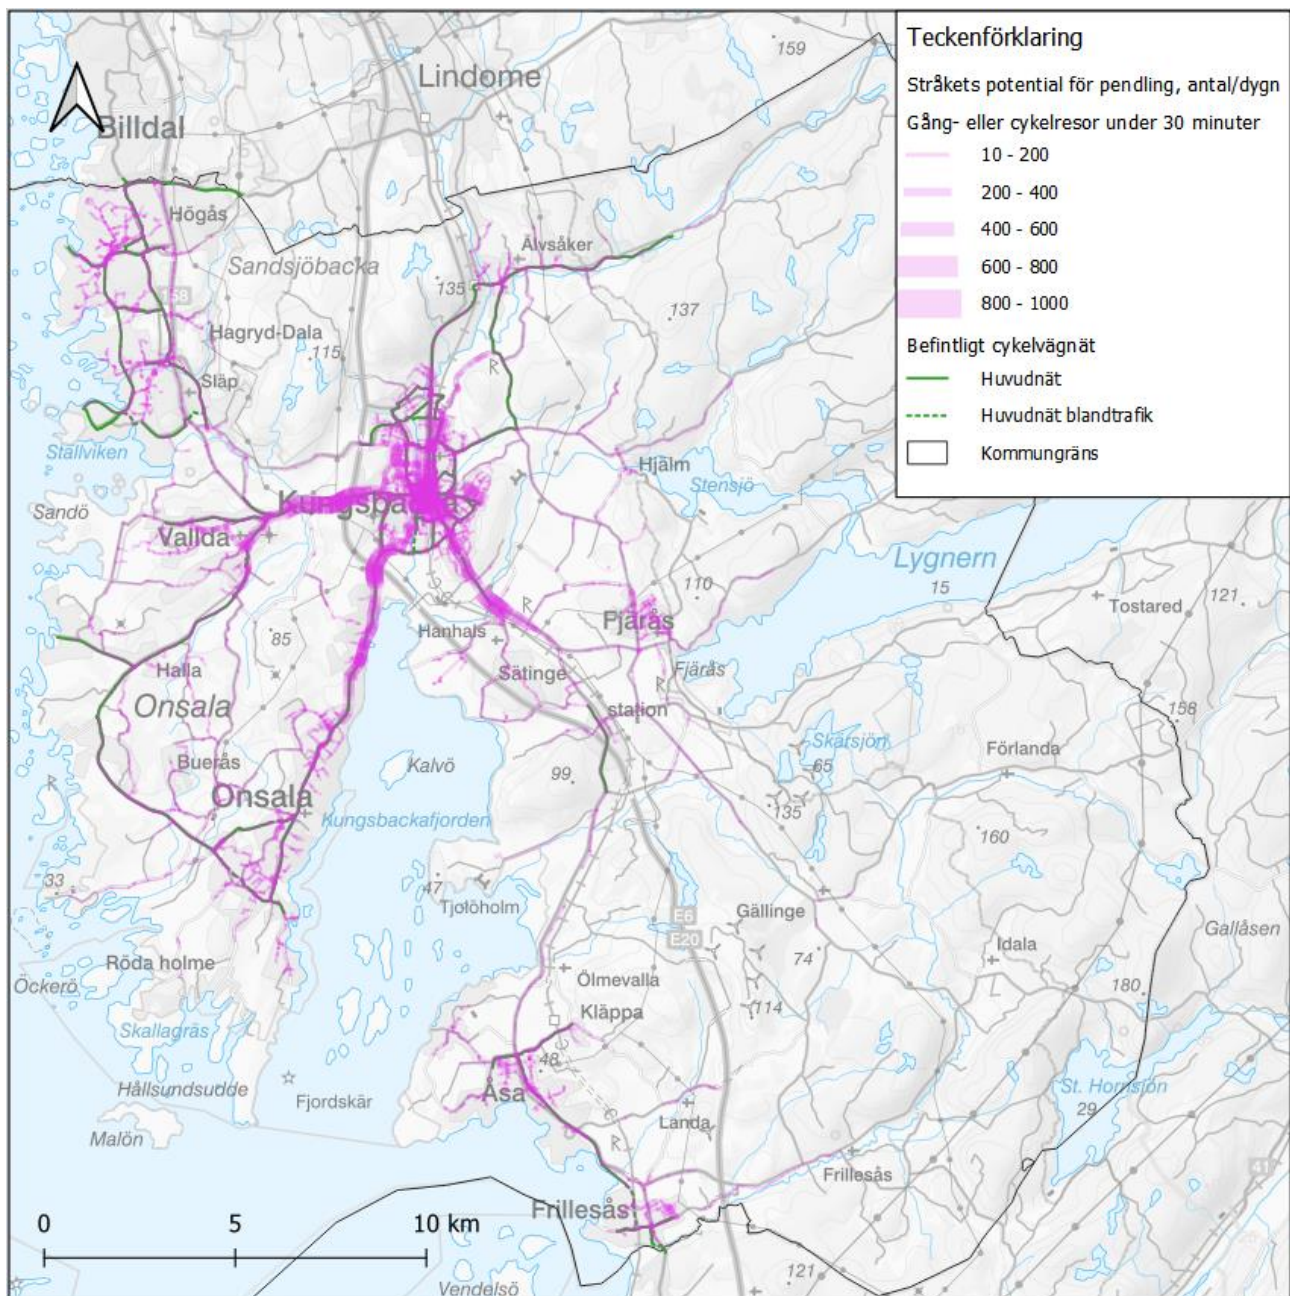 Teckenförklaring
Stråkets potential för pendling, antal/dygn
Gång- eller cykelresor under 30 minuter
10 - 200
200 - 400
400 - 600
600 - 800
800 - 1000
Befintligt cykelvägnät
Huvudnät
Huvudnät blandtrafik
Kommungräns
159
Lindome
Billdal
Högås
Älvsåker
Sandsjöbacka
135
158
137
Hagryd-Dala
115
Släp
Stallviken
Hjälm
Stensjö
Sandö
Kungsbacka
Vallda
Lygnern
15
110
Tostared
121
85
Hanhals
Fjärås
Halla
Sätinge
Fjärås
Onsala
station
158
Skärsjön
65
Förlanda
Buerås
Kalvö
99
Onsala
Kungsbackafjorden
135
160
33
47
Tjolöholm
E6
E20
Gällinge
Gallåsen
74
Idala
Röda holme
Ölmevalla
180
Öckerö
Kläppa
114
Skallagräs
48
Hållsundsudde
Åsa
St. Hornsjön
29
Fjordskär
Landa
Malön
Frillesås
41
Frillesås
0
5
10 km
121
Vendelsö